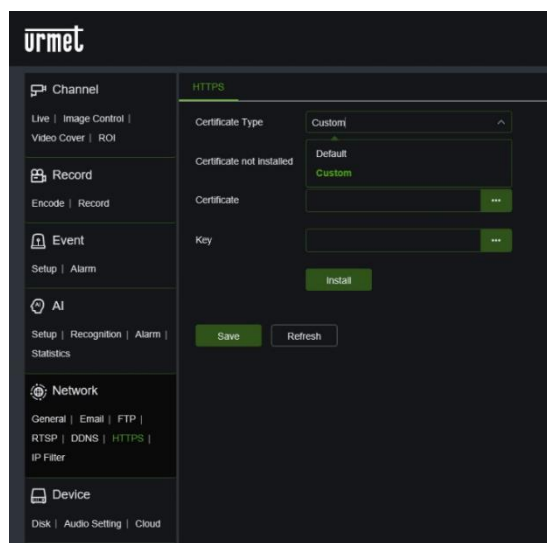 urmet
Channel
Live | Image Control |
Video Cover | ROI
Record
Encode | Record
Event
Setup | Alarm
AI
Setup | Recognition | Alarm |
Statistics
Network
General | Email | FTP |
RTSP | DDNS | HTTPS |
IP Filter
Device
Disk | Audio Setting | Cloud
HTTPS
Certificate Type
Custom
Default
Custom
Certificate not installed
Certificate
...
Key
...
Install
Save
Refresh